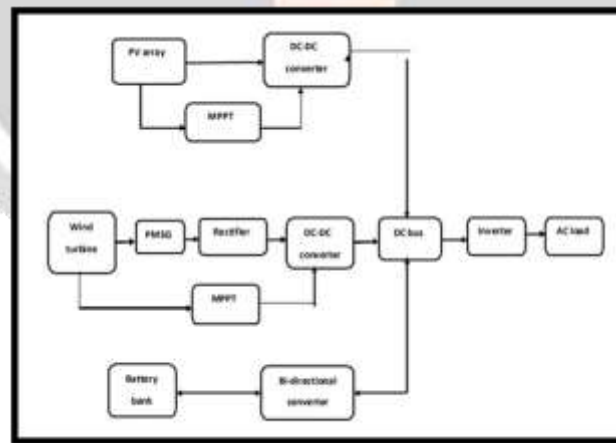 PV array
DC-DC
converter
MPPT
Wind
turbine
PMSG
Rectifier
DC-DC
converter
DC bus
Inverter
AC load
MPPT
Battery
bank
Bi-directional
converter